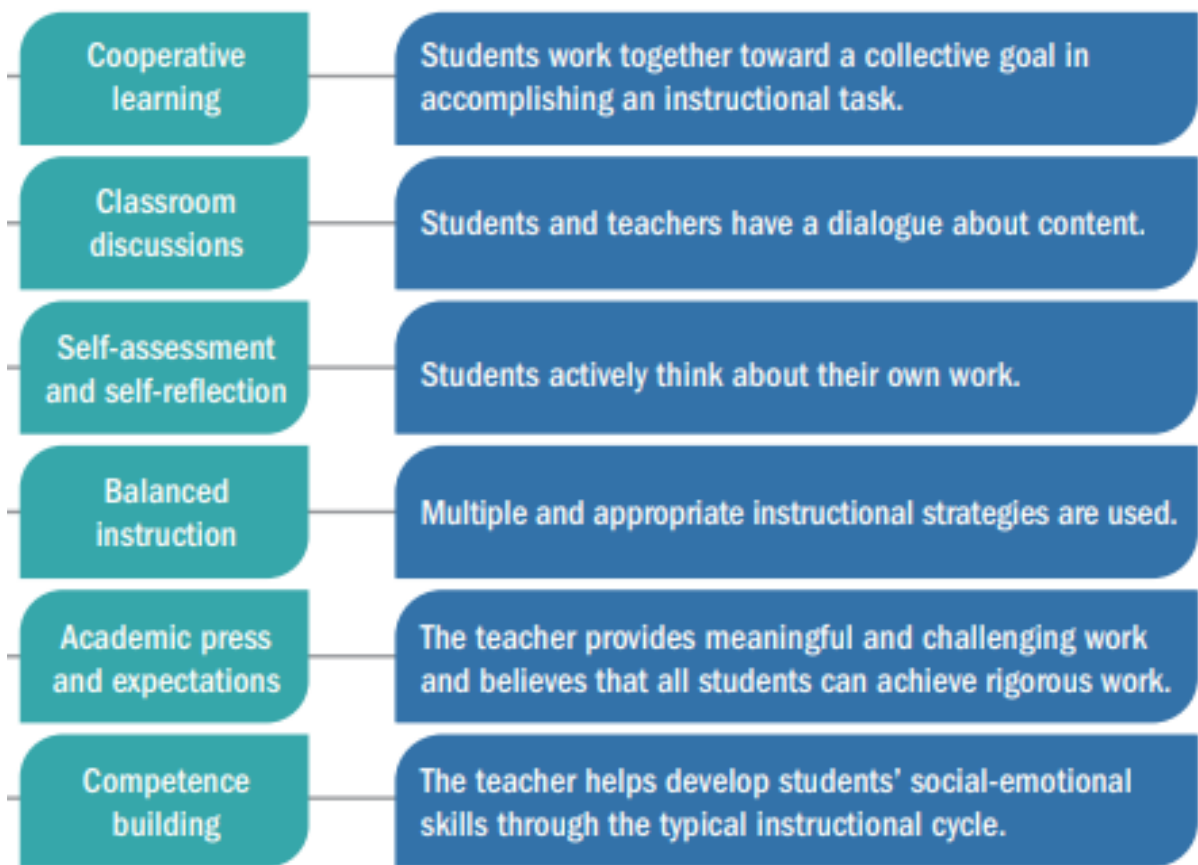 Cooperative
learning
Students work together toward a collective goal in
accomplishing an instructional task.
Classroom
discussions
Students and teachers have a dialogue about content.
Self-assessment
and self-reflection
Students actively think about their own work.
Balanced
instruction
Multiple and appropriate instructional strategies are used.
Academic press
and expectations
The teacher provides meaningful and challenging work
and believes that all students can achieve rigorous work.
Competence
building
The teacher helps develop students’ social-emotional
skills through the typical instructional cycle.